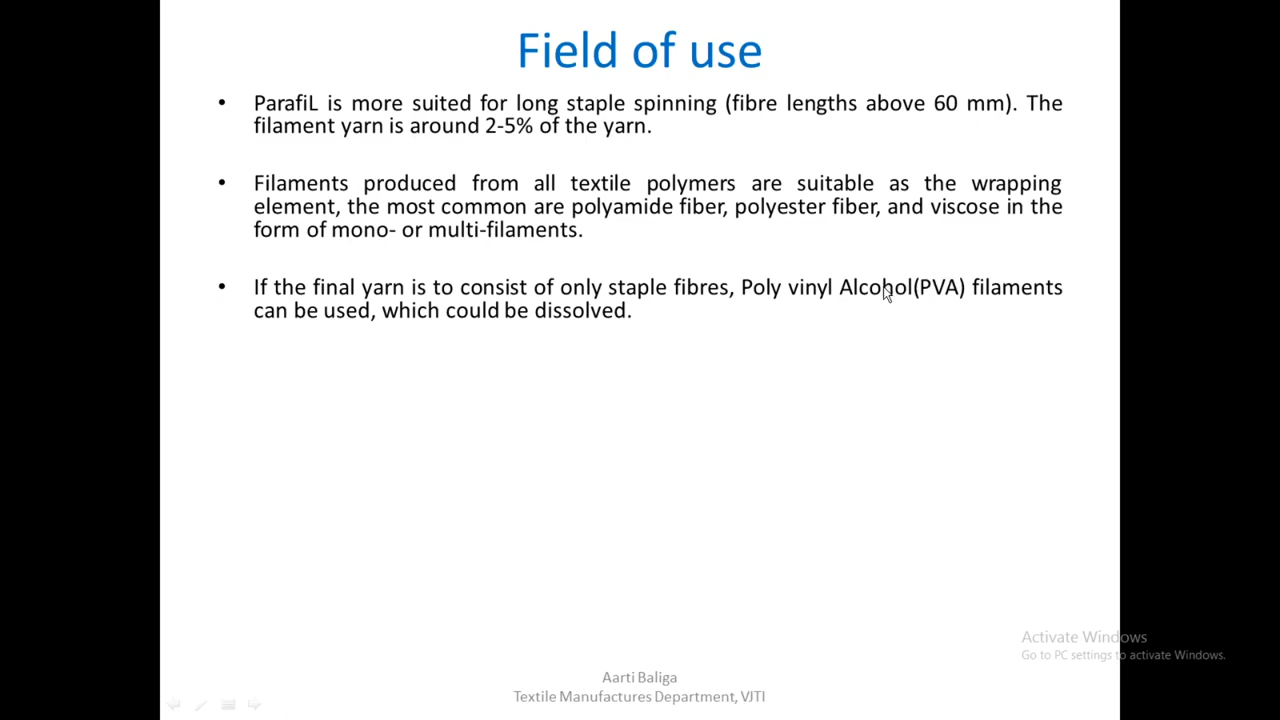 Field of use
• ParafiL is more suited for long staple spinning (fibre lengths above 60 mm). The
filament yarn is around 2-5% of the yarn.
• Filaments produced from all textile polymers are suitable as the wrapping
element, the most common are polyamide fiber, polyester fiber, and viscose in the
form of mono- or multi-filaments.
• If the final yarn is to consist of only staple fibres, Poly vinyl Alcohol(PVA) filaments
can be used, which could be dissolved.
Activate Windows
Go to PC settings to activate Windows.
Aarti Baliga
Textile Manufactures Department, VJTI